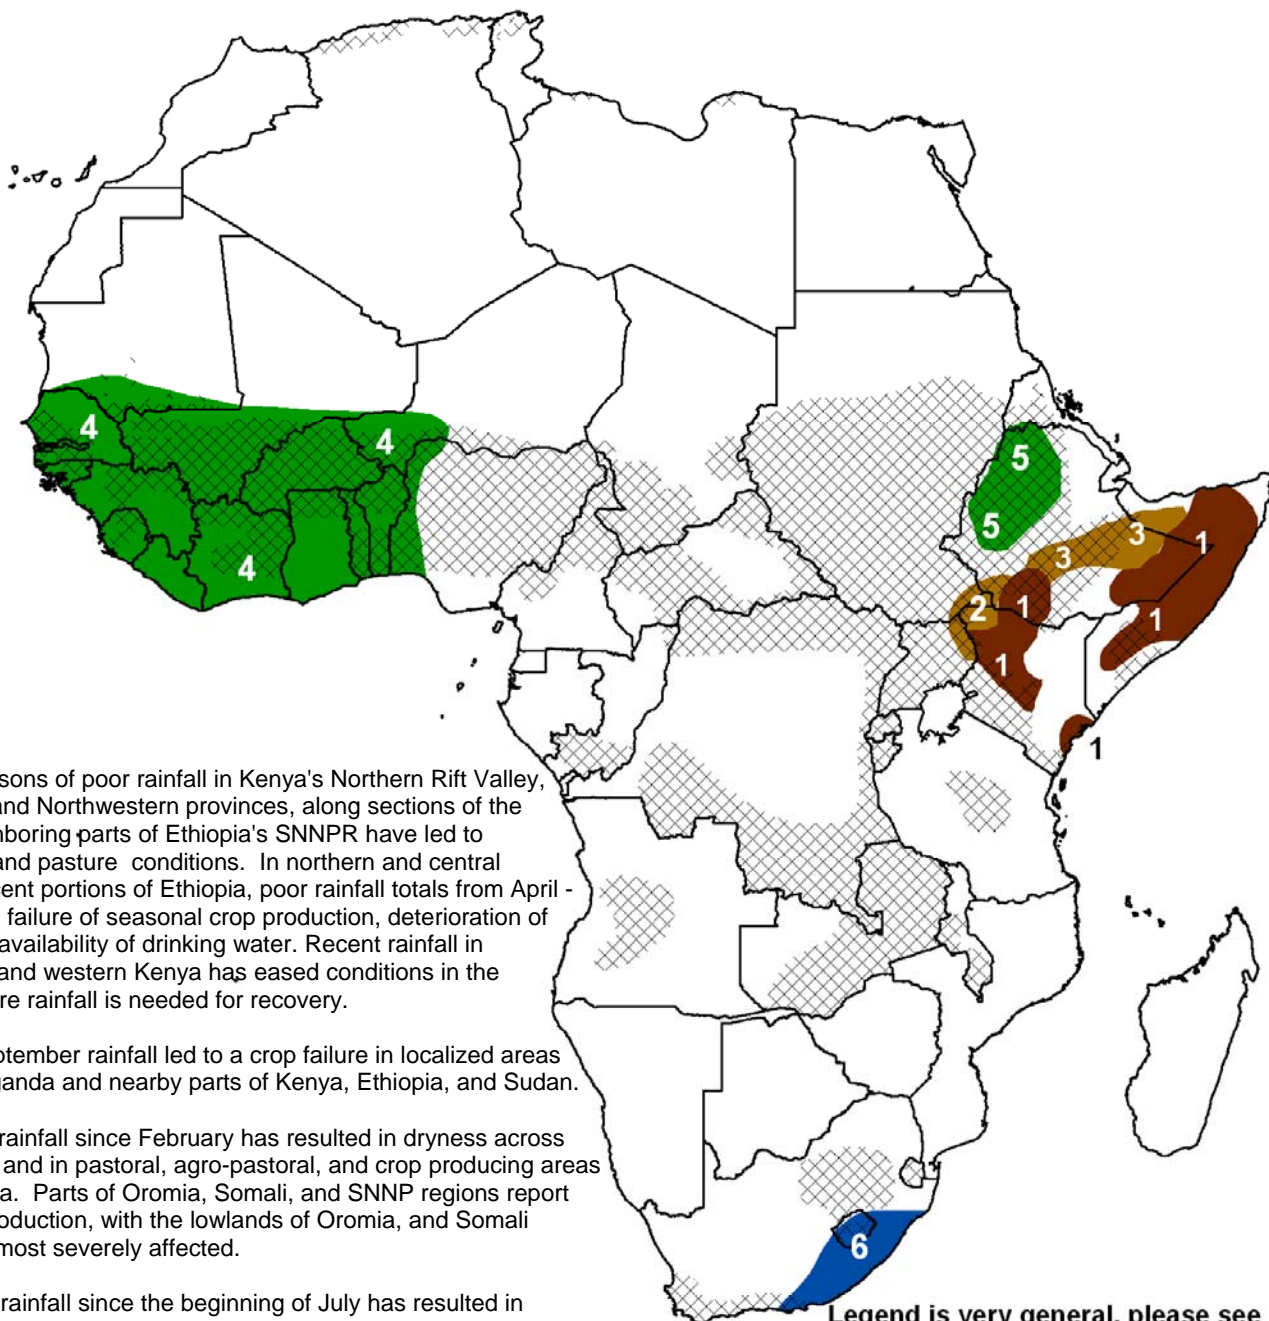 4
4
4
5
5
3
3
1
2
1
1
1
1
6
sons of poor rainfall in Kenya's Northern Rift Valley,
and Northwestern provinces, along sections of the
nboring parts of Ethiopia's SNNPR have led to
and pasture conditions. In northern and central
cent portions of Ethiopia, poor rainfall totals from April -
failure of seasonal crop production, deterioration of
availability of drinking water. Recent rainfall in
and western Kenya has eased conditions in the
re rainfall is needed for recovery.
otember rainfall led to a crop failure in localized areas
ganda and nearby parts of Kenya, Ethiopia, and Sudan.
rainfall since February has resulted in dryness across
and in pastoral, agro-pastoral, and crop producing areas
a. Parts of Oromia, Somali, and SNNP regions report
oduction, with the lowlands of Oromia, and Somali
most severely affected.
rainfall since the beginning of July has resulted in
Legend is very general, please see